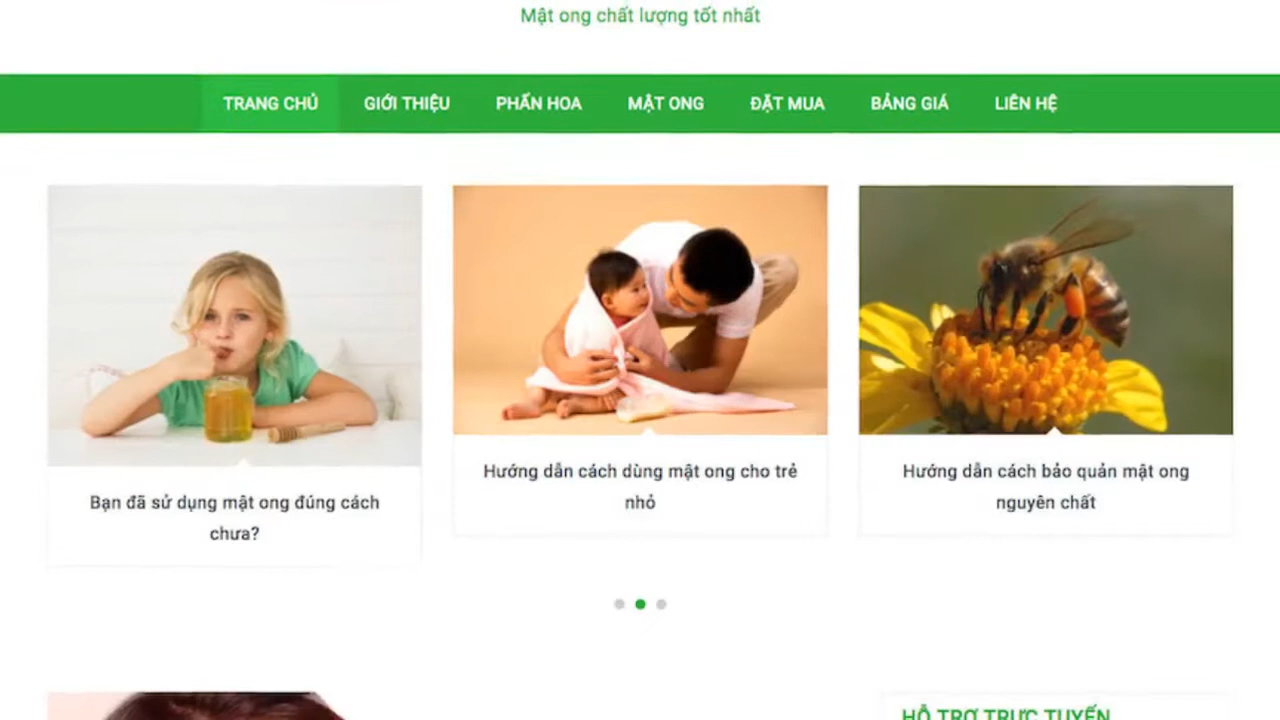 Mật ong chất lượng tốt nhất
TRANG CHỦ GIỚI THIỆU PHẤN HOA MẬT ONG ĐẶT MUA BẢNG GIÁ LIÊN HỆ
Bạn đã sử dụng mật ong đúng cách
chưa?
Hướng dẫn cách dùng mật ong cho trẻ
nhỏ
Hướng dẫn cách bảo quản mật ong
nguyên chất
HỖ TRỢ TRỰC TUYẾN